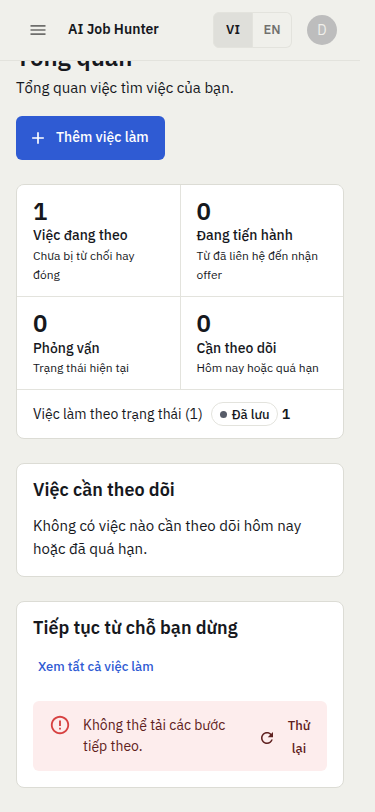 AI Job Hunter
VI
EN
D
Tổng quan
Tổng quan việc tìm việc của bạn.
Thêm việc làm
1
Việc đang theo
Chưa bị từ chối hay
đóng
0
Đang tiến hành
Từ đã liên hệ đến nhận
offer
0
Phỏng vấn
Trạng thái hiện tại
0
Cần theo dõi
Hôm nay hoặc quá hạn
Việc làm theo trạng thái (1) Đã lưu 1
Việc cần theo dõi
Không có việc nào cần theo dõi hôm nay
hoặc đã quá hạn.
Tiếp tục từ chỗ bạn dừng
Xem tất cả việc làm
Không thể tải các bước
tiếp theo.
Thử
lại